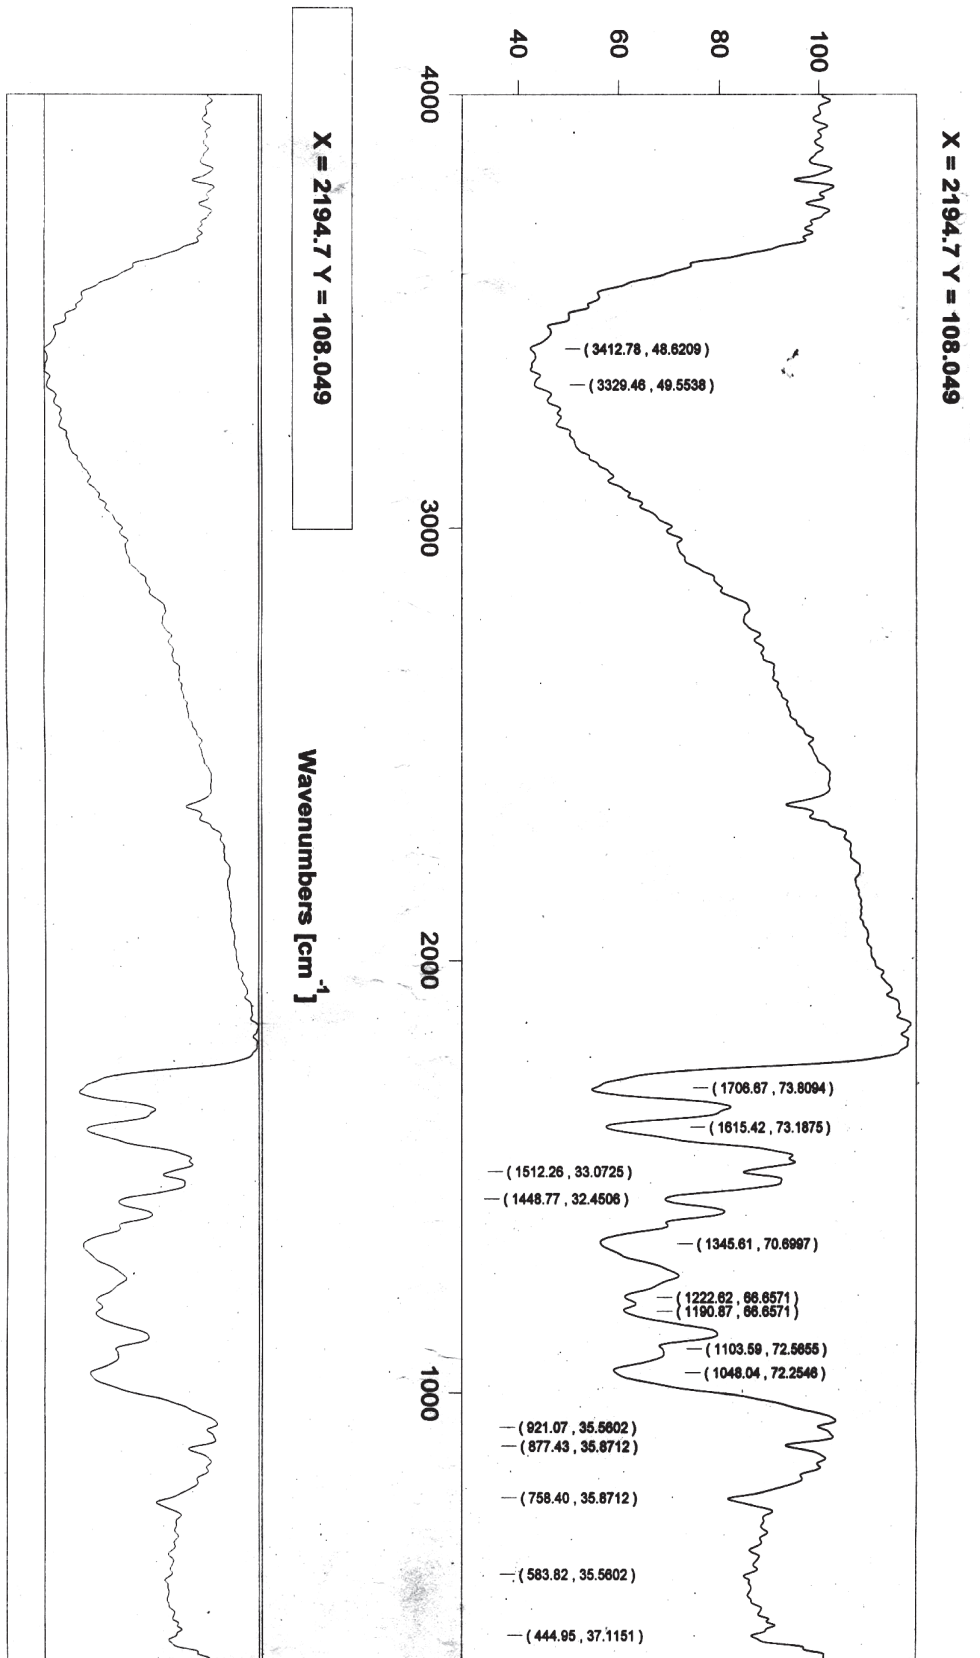 X = 2194.7 Y = 108.049
100
80
60
40
( 3412.78 , 48.6209 )
( 3329.46 , 49.5538 )
( 1706.67 , 73.8094 )
( 1615.42 , 73.1875 )
( 1512.26 , 33.0725 )
( 1448.77 , 32.4506 )
( 1345.61 , 70.6997 )
( 1222.62 , 66.6571 )
( 1190.87 , 66.6571 )
( 1103.59 , 72.5655 )
( 1048.04 , 72.2546 )
( 921.07 , 35.5602 )
( 877.43 , 35.8712 )
( 758.40 , 35.8712 )
( 583.82 , 35.5602 )
( 444.95 , 37.1151 )
4000
3000
2000
1000
Wavenumbers [cm⁻¹]
X = 2194.7 Y = 108.049